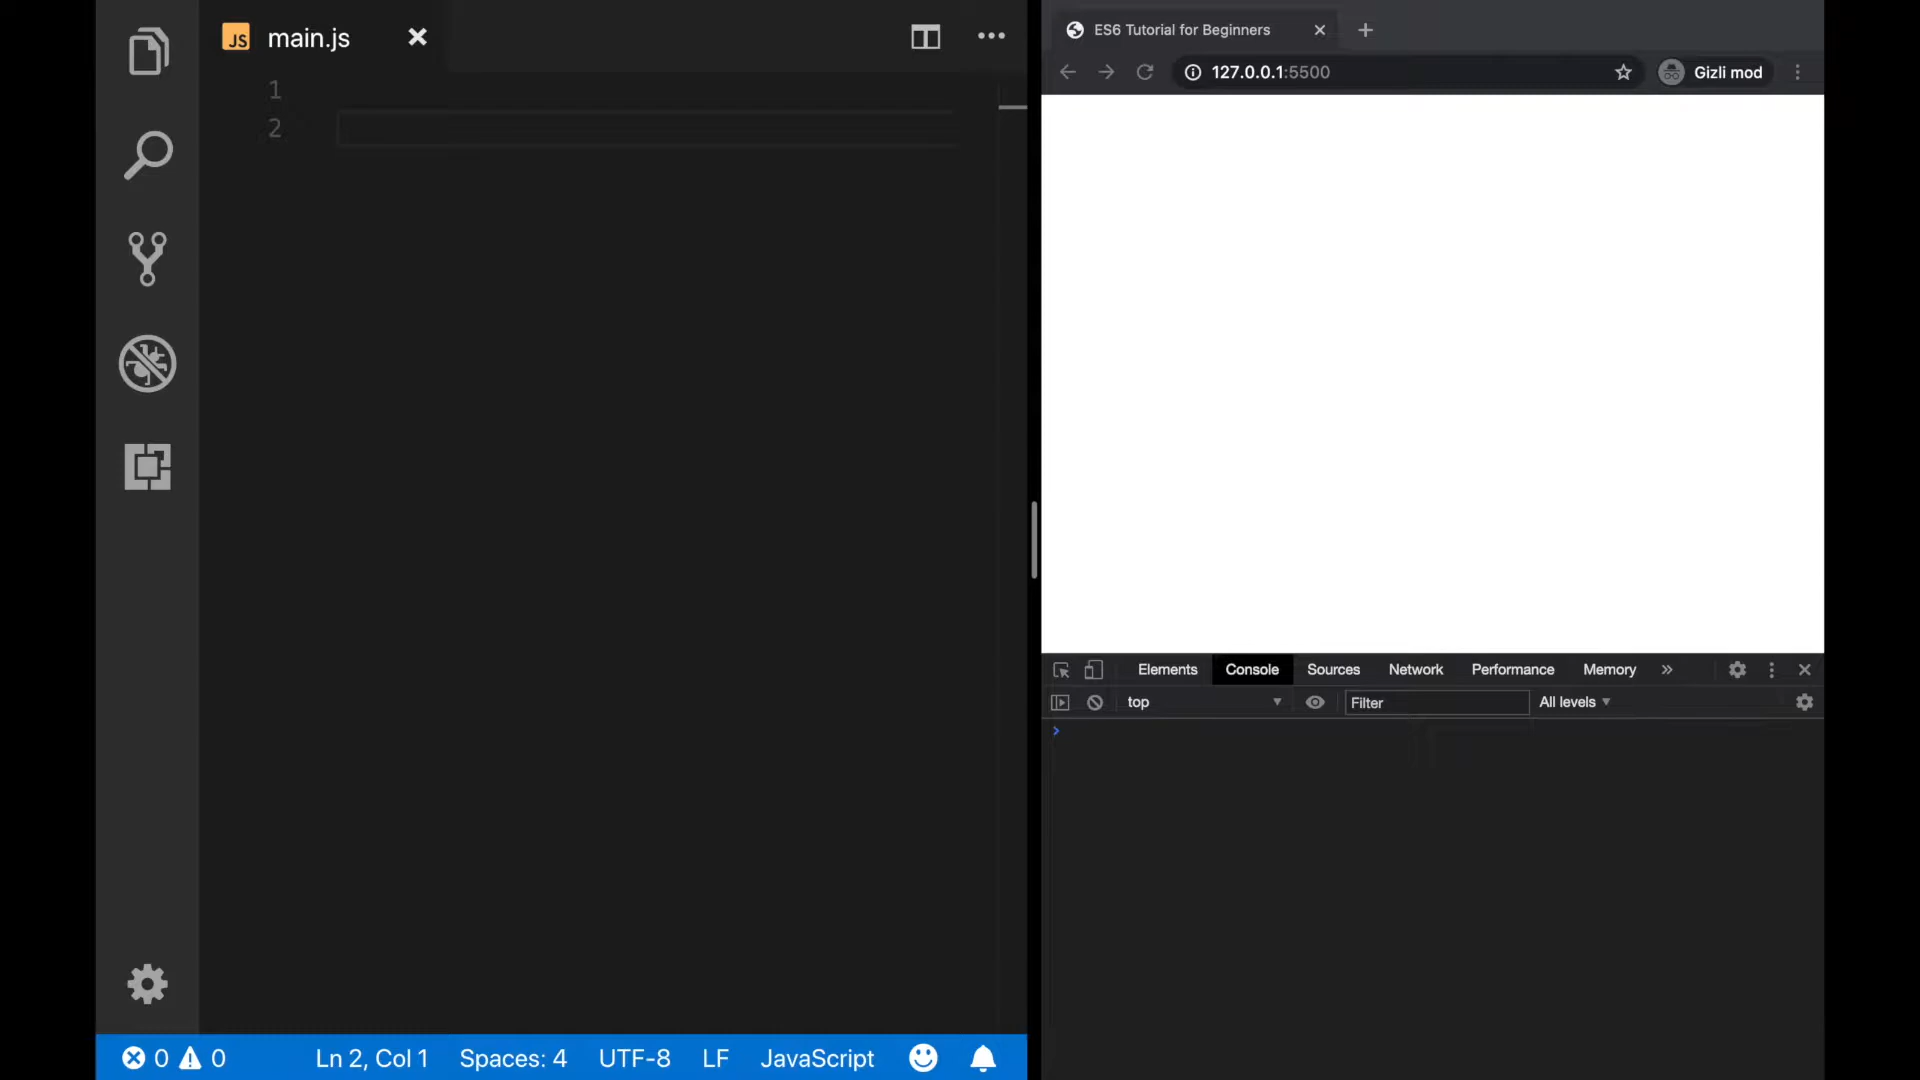 JS main.js
1
2
0 0 Ln 2, Col 1 Spaces: 4 UTF-8 LF JavaScript
ES6 Tutorial for Beginners
127.0.0.1:5500 Gizli mod
Elements Console Sources Network Performance Memory »
top Filter All levels